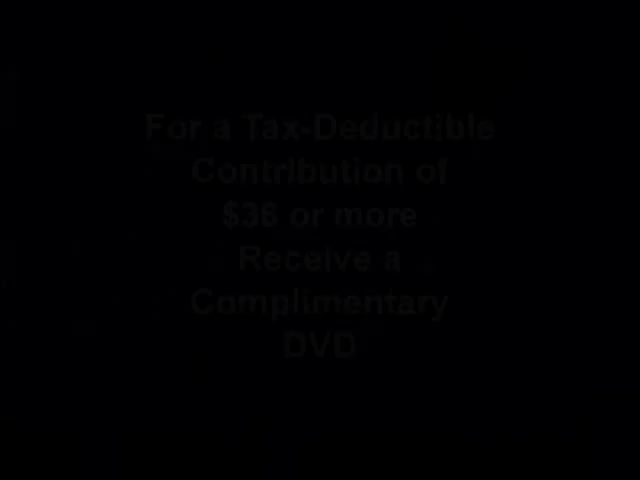 For a Tax-Deductible
Contribution of
$36 or more
Receive a
Complimentary
DVD